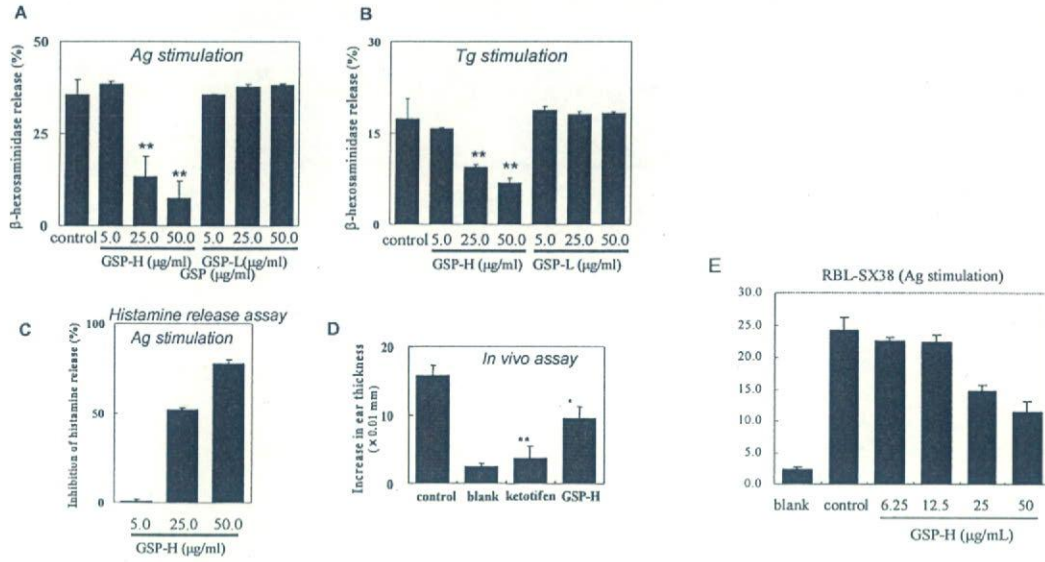 A
β-hexosaminidase release (%)
50
25
0
Ag stimulation
**
**
control 5.0 25.0 50.0 5.0 25.0 50.0
GSP-H (μg/ml) GSP-L(μg/ml)
GSP (μg/ml)
B
β-hexosaminidase release (%)
30
15
0
Tg stimulation
**
**
control 5.0 25.0 50.0 5.0 25.0 50.0
GSP-H (μg/ml) GSP-L (μg/ml)
C
Histamine release assay
Ag stimulation
Inhibition of histamine release (%)
100
50
0
5.0 25.0 50.0
GSP-H (μg/ml)
D
In vivo assay
Increase in ear thickness
(× 0.01 mm)
20
10
0
**
*
control blank ketotifen GSP-H
E
RBL-SX38 (Ag stimulation)
30.0
25.0
20.0
15.0
10.0
5.0
0.0
blank control 6.25 12.5 25 50
GSP-H (μg/mL)